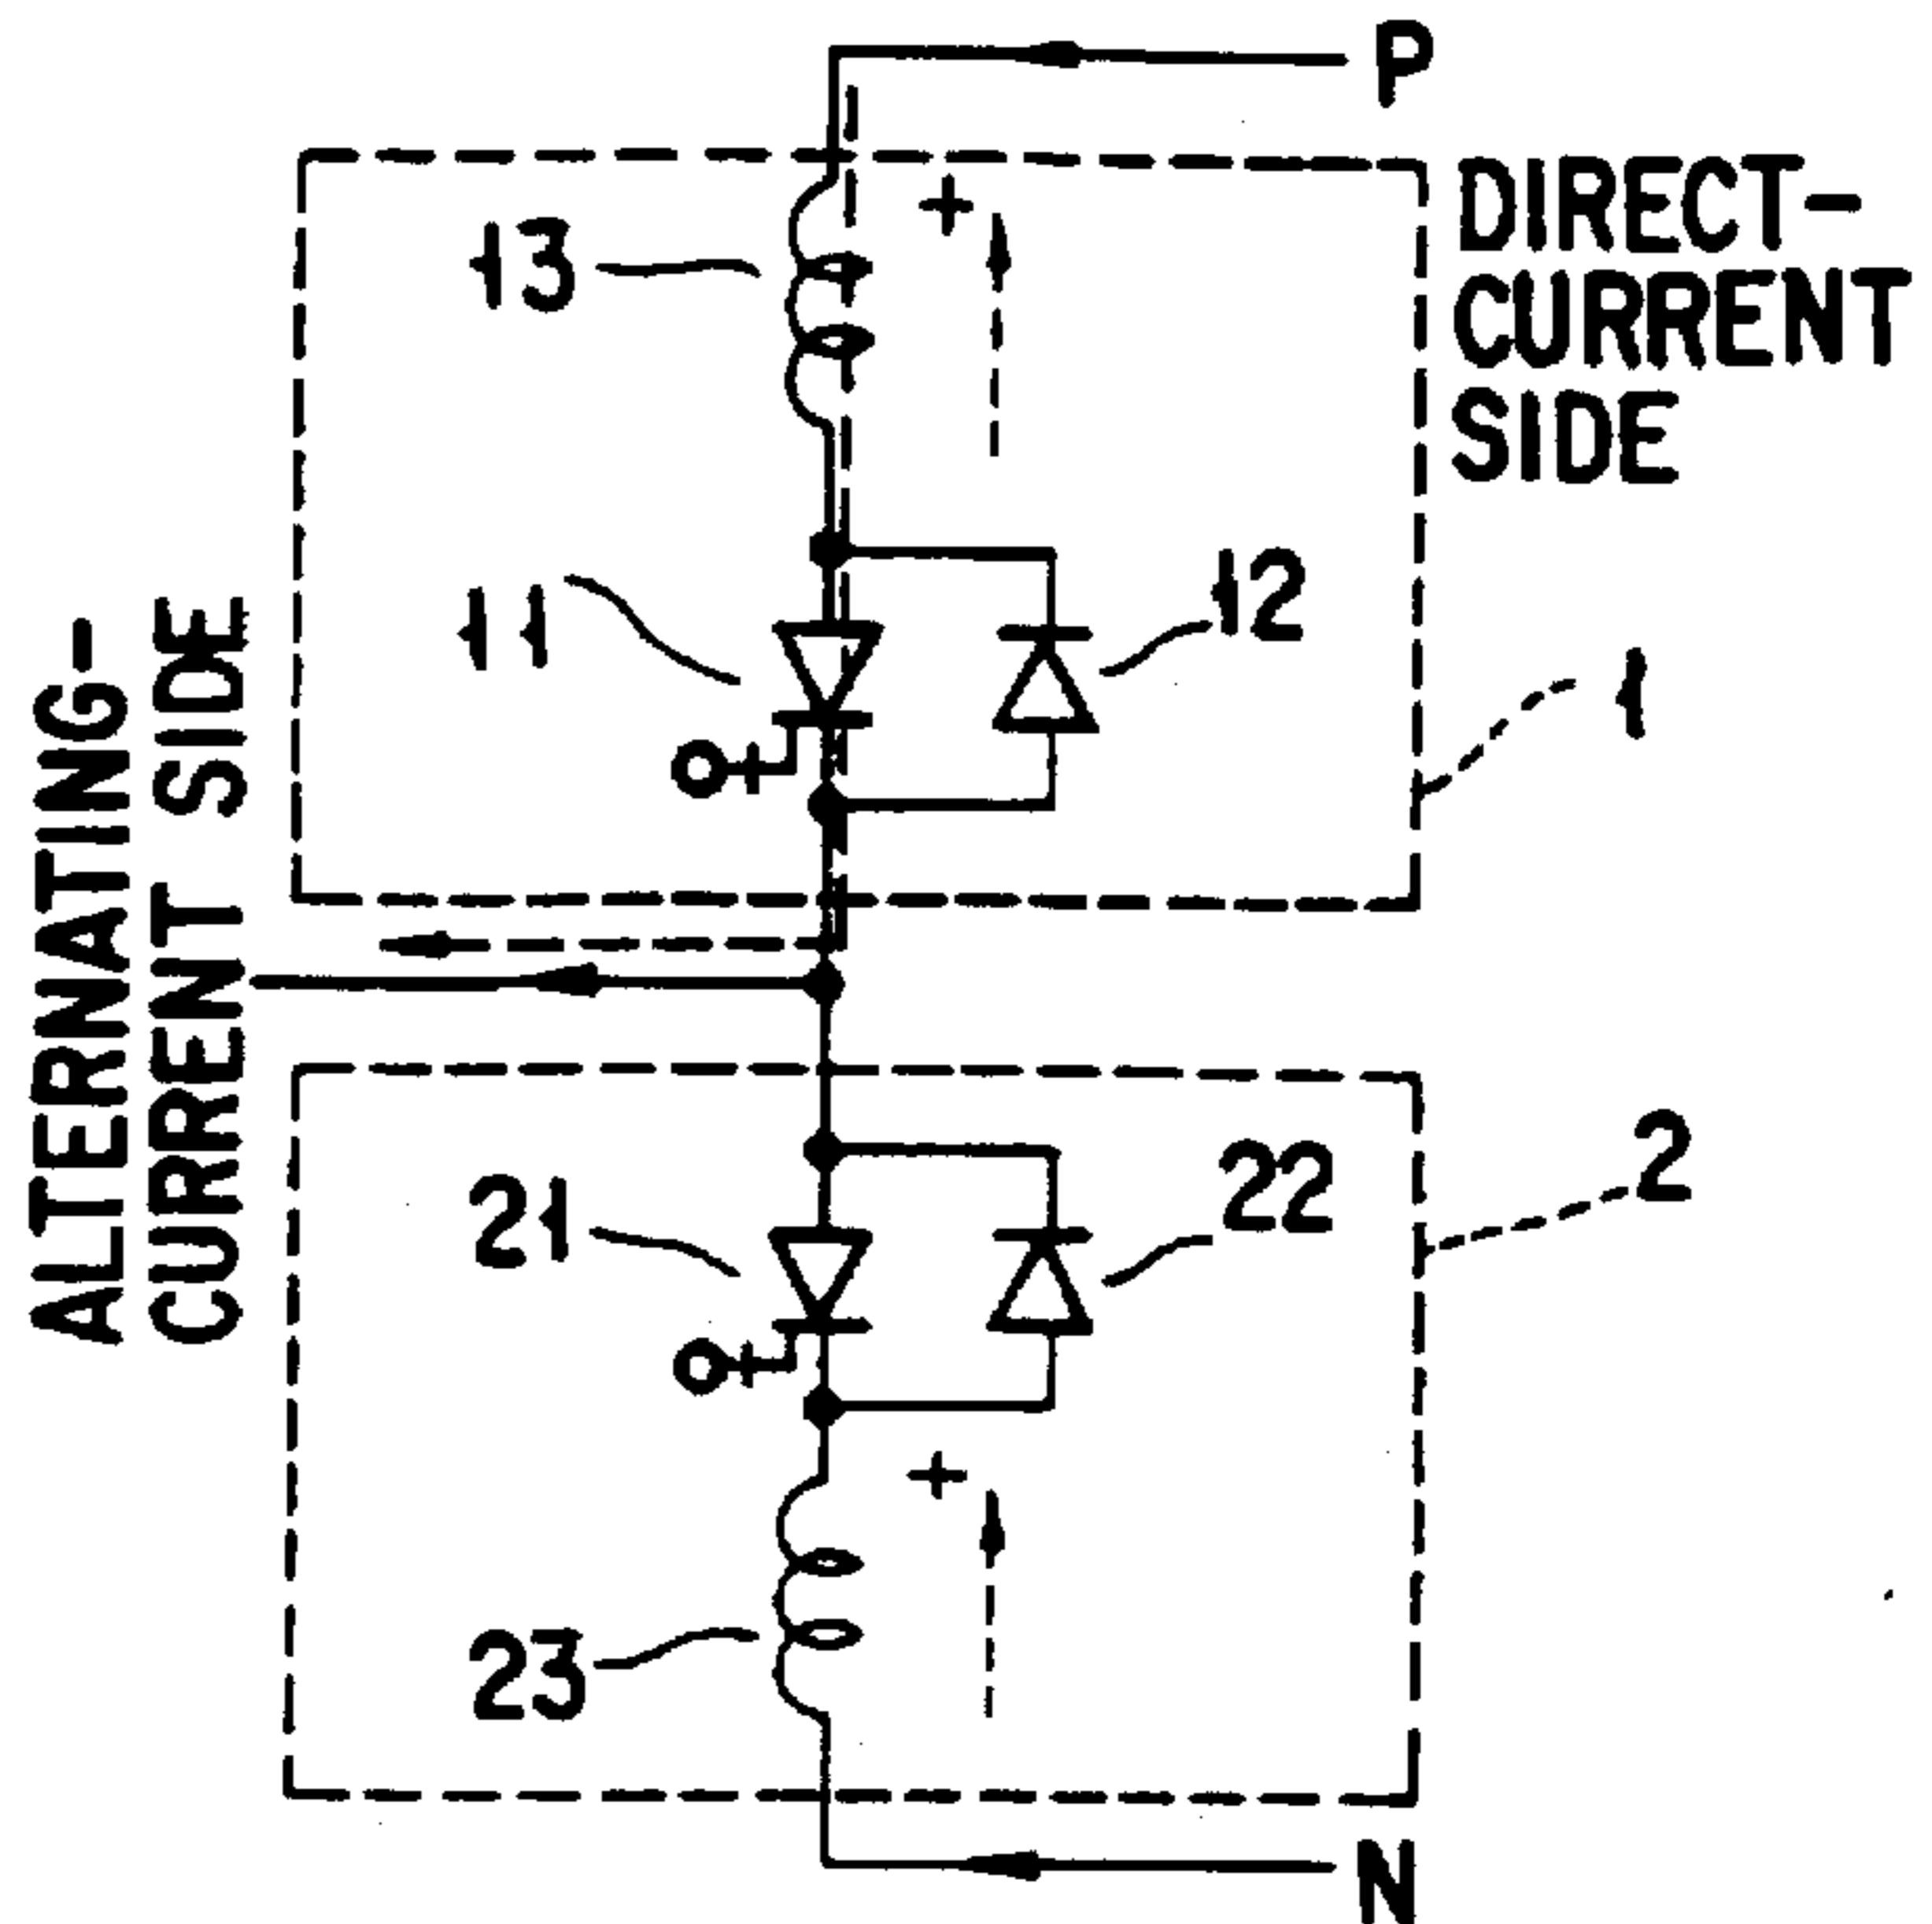 P
DIRECT-
CURRENT
SIDE
+
13
11
12
1
ALTERNATING-
CURRENT SIDE
21
22
2
+
23
N